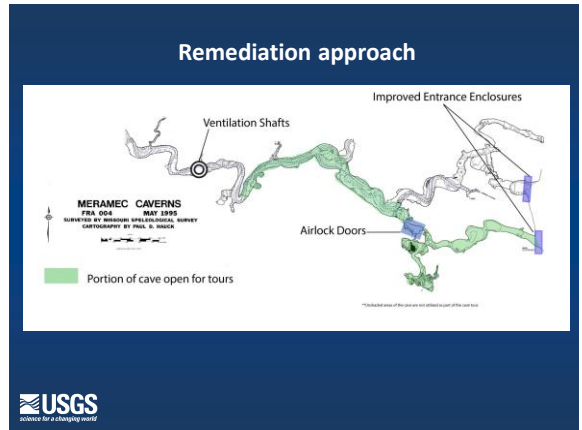 Remediation approach
Improved Entrance Enclosures
Ventilation Shafts
MERAMEC CAVERNS
FRA 004 MAY 1995
SURVEYED BY MISSOURI SPELEOLOGICAL SURVEY
CARTOGRAPHY BY PAUL D. HAUCK
Airlock Doors
Portion of cave open for tours
**Unshaded areas of the cave are not utilized as part of the cave tour.
USGS
science for a changing world